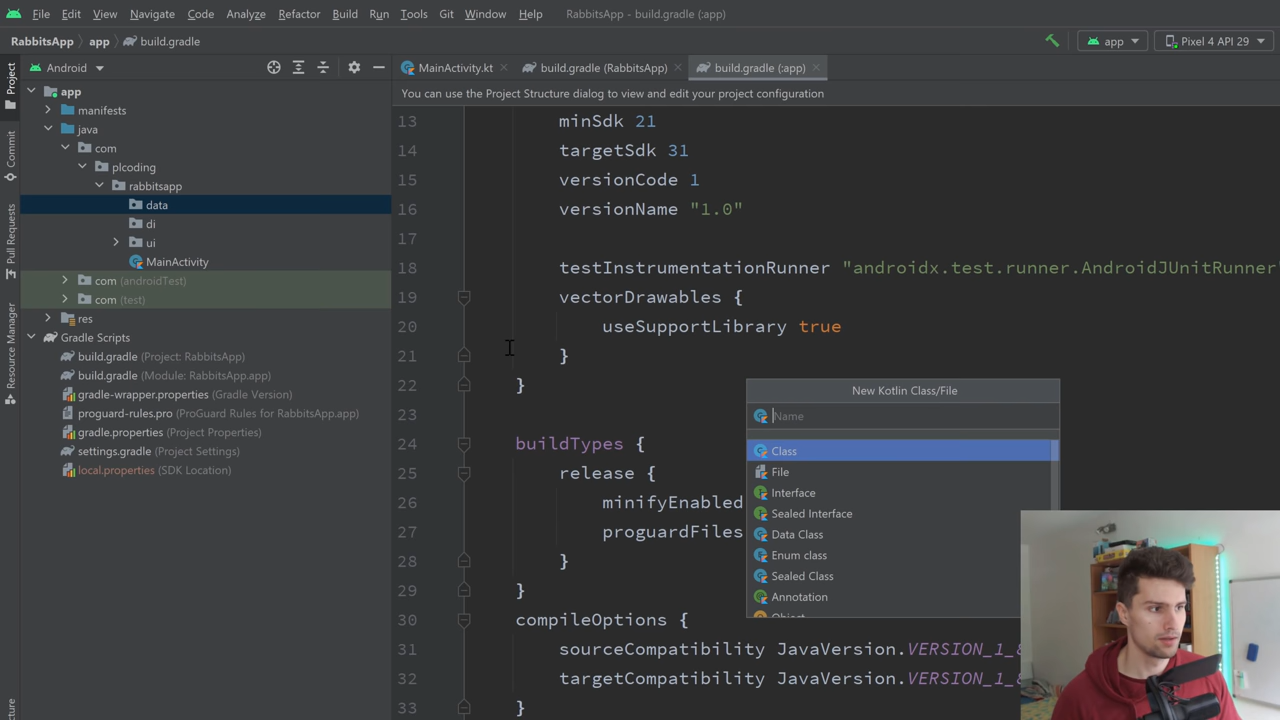 File Edit View Navigate Code Analyze Refactor Build Run Tools Git Window Help RabbitsApp – build.gradle (:app)
RabbitsApp app build.gradle app Pixel 4 API 29
Project
Commit
Pull Requests
Resource Manager
Android
app
manifests
java
com
plcoding
rabbitsapp
data
di
ui
MainActivity
com (androidTest)
com (test)
res
Gradle Scripts
build.gradle (Project: RabbitsApp)
build.gradle (Module: RabbitsApp.app)
gradle-wrapper.properties (Gradle Version)
proguard-rules.pro (ProGuard Rules for RabbitsApp.app)
gradle.properties (Project Properties)
settings.gradle (Project Settings)
local.properties (SDK Location)
MainActivity.kt build.gradle (RabbitsApp) build.gradle (:app)
You can use the Project Structure dialog to view and edit your project configuration
13 minSdk 21
14 targetSdk 31
15 versionCode 1
16 versionName "1.0"
17
18 testInstrumentationRunner "androidx.test.runner.AndroidJUnitRunner"
19 vectorDrawables {
20 useSupportLibrary true
21 }
22 }
23
24 buildTypes {
25 release {
26 minifyEnabled
27 proguardFiles
28 }
29 }
30 compileOptions {
31 sourceCompatibility JavaVersion.VERSION_1_8
32 targetCompatibility JavaVersion.VERSION_1_
33 }
New Kotlin Class/File
Name
Class
File
Interface
Sealed Interface
Data Class
Enum class
Sealed Class
Annotation
Object